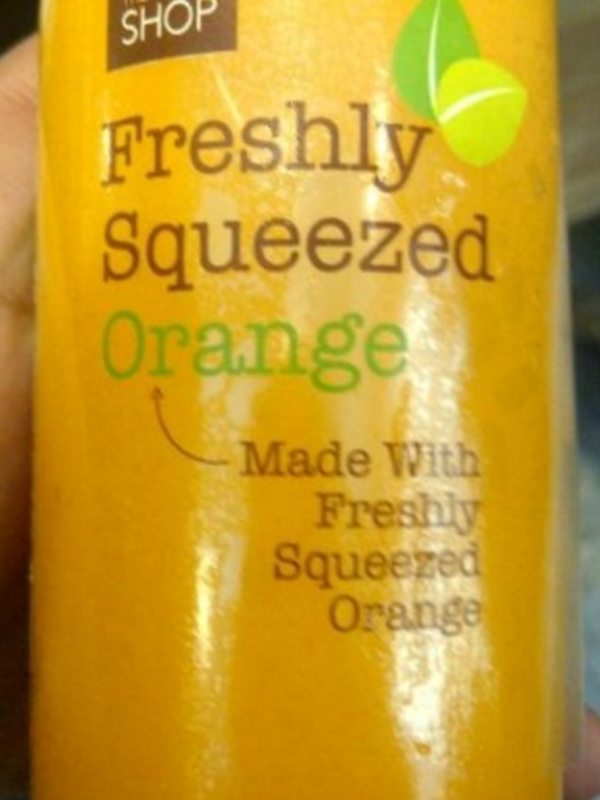 SHOP
Freshly
Squeezed
Orange
Made With
Freshly
Squeezed
Orange